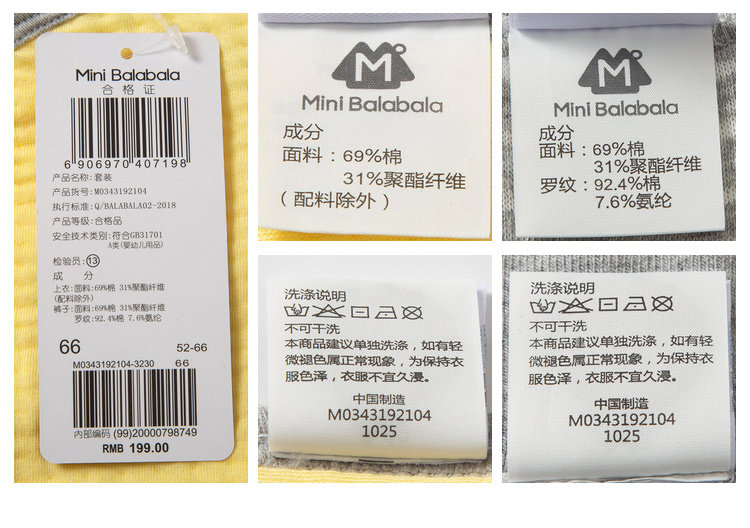 Mini Balabala
合格证
6 906970 407198
产品名称:套装
产品货号:M0343192104
执行标准:Q/BALABALA02-2018
产品等级:合格品
安全技术类别:符合GB31701
A类(婴幼儿用品)
检验员:⑬
成 分
上衣:面料:69%棉 31%聚酯纤维
(配料除外)
裤子:面料:69%棉 31%聚酯纤维
罗纹:92.4%棉 7.6%氨纶
66 52-66
M0343192104-3230 66
内部编码 (99)20000798749
RMB 199.00
M
Mini Balabala
成分
面料：69%棉
31%聚酯纤维
（配料除外）
M
Mini Balabala
成分
面料：69%棉
31%聚酯纤维
罗纹：92.4%棉
7.6%氨纶
洗涤说明
不可干洗
本商品建议单独洗涤，如有轻
微褪色属正常现象，为保持衣
服色泽，衣服不宜久浸。
中国制造
M0343192104
1025
洗涤说明
不可干洗
本商品建议单独洗涤，如有轻
微褪色属正常现象，为保持衣
服色泽，衣服不宜久浸。
中国制造
M0343192104
1025